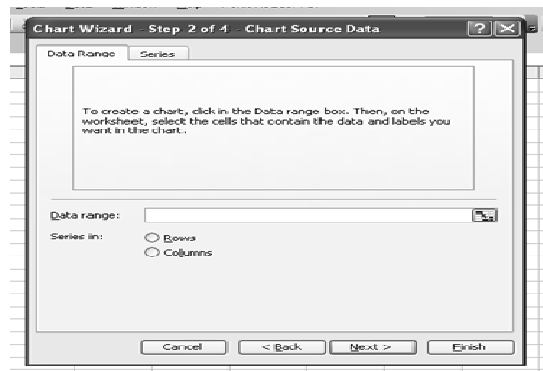 Chart Wizard - Step 2 of 4 - Chart Source Data
Data Range Series
To create a chart, click in the Data range box. Then, on the
worksheet, select the cells that contain the data and labels you
want in the chart.
Data range:
Series in: Rows
Columns
Cancel < Back Next > Finish